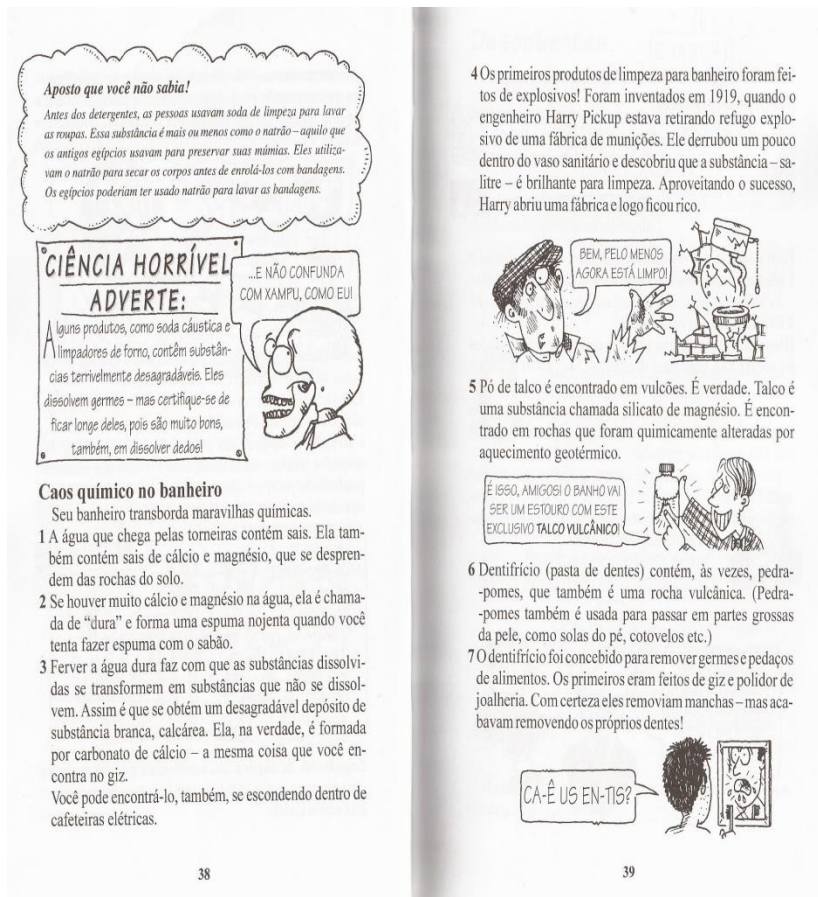 Aposto que você não sabia!
Antes dos detergentes, as pessoas usavam soda de limpeza para lavar
as roupas. Essa substância é mais ou menos como o natrão – aquilo que
os antigos egípcios usavam para preservar suas múmias. Eles utiliza-
vam o natrão para secar os corpos antes de enrolá-los com bandagens.
Os egípcios poderiam ter usado natrão para lavar as bandagens.
CIÊNCIA HORRÍVEL
ADVERTE:
Alguns produtos, como soda cáustica e
limpadores de forno, contêm substân-
cias terrivelmente desagradáveis. Eles
dissolvem germes – mas certifique-se de
ficar longe deles, pois são muito bons,
também, em dissolver dedos!
...E NÃO CONFUNDA
COM XAMPU, COMO EU!
Caos químico no banheiro
Seu banheiro transborda maravilhas químicas.
1 A água que chega pelas torneiras contém sais. Ela tam-
bém contém sais de cálcio e magnésio, que se despren-
dem das rochas do solo.
2 Se houver muito cálcio e magnésio na água, ela é chama-
da de “dura” e forma uma espuma nojenta quando você
tenta fazer espuma com o sabão.
3 Ferver a água dura faz com que as substâncias dissolvi-
das se transformem em substâncias que não se dissol-
vem. Assim é que se obtém um desagradável depósito de
substância branca, calcárea. Ela, na verdade, é formada
por carbonato de cálcio – a mesma coisa que você en-
contra no giz.
Você pode encontrá-lo, também, se escondendo dentro de
cafeteiras elétricas.
38
4 Os primeiros produtos de limpeza para banheiro foram fei-
tos de explosivos! Foram inventados em 1919, quando o
engenheiro Harry Pickup estava retirando refugo explo-
sivo de uma fábrica de munições. Ele derrubou um pouco
dentro do vaso sanitário e descobriu que a substância – sa-
litre – é brilhante para limpeza. Aproveitando o sucesso,
Harry abriu uma fábrica e logo ficou rico.
BEM, PELO MENOS
AGORA ESTÁ LIMPO!
5 Pó de talco é encontrado em vulcões. É verdade. Talco é
uma substância chamada silicato de magnésio. É encon-
trado em rochas que foram quimicamente alteradas por
aquecimento geotérmico.
É ISSO, AMIGOS! O BANHO VAI
SER UM ESTOURO COM ESTE
EXCLUSIVO TALCO VULCÂNICO!
6 Dentifrício (pasta de dentes) contém, às vezes, pedra-
-pomes, que também é uma rocha vulcânica. (Pedra-
-pomes também é usada para passar em partes grossas
da pele, como solas do pé, cotovelos etc.)
7 O dentifrício foi concebido para remover germes e pedaços
de alimentos. Os primeiros eram feitos de giz e polidor de
joalheria. Com certeza eles removiam manchas – mas aca-
bavam removendo os próprios dentes!
CA-Ê US EN-TIS?
39